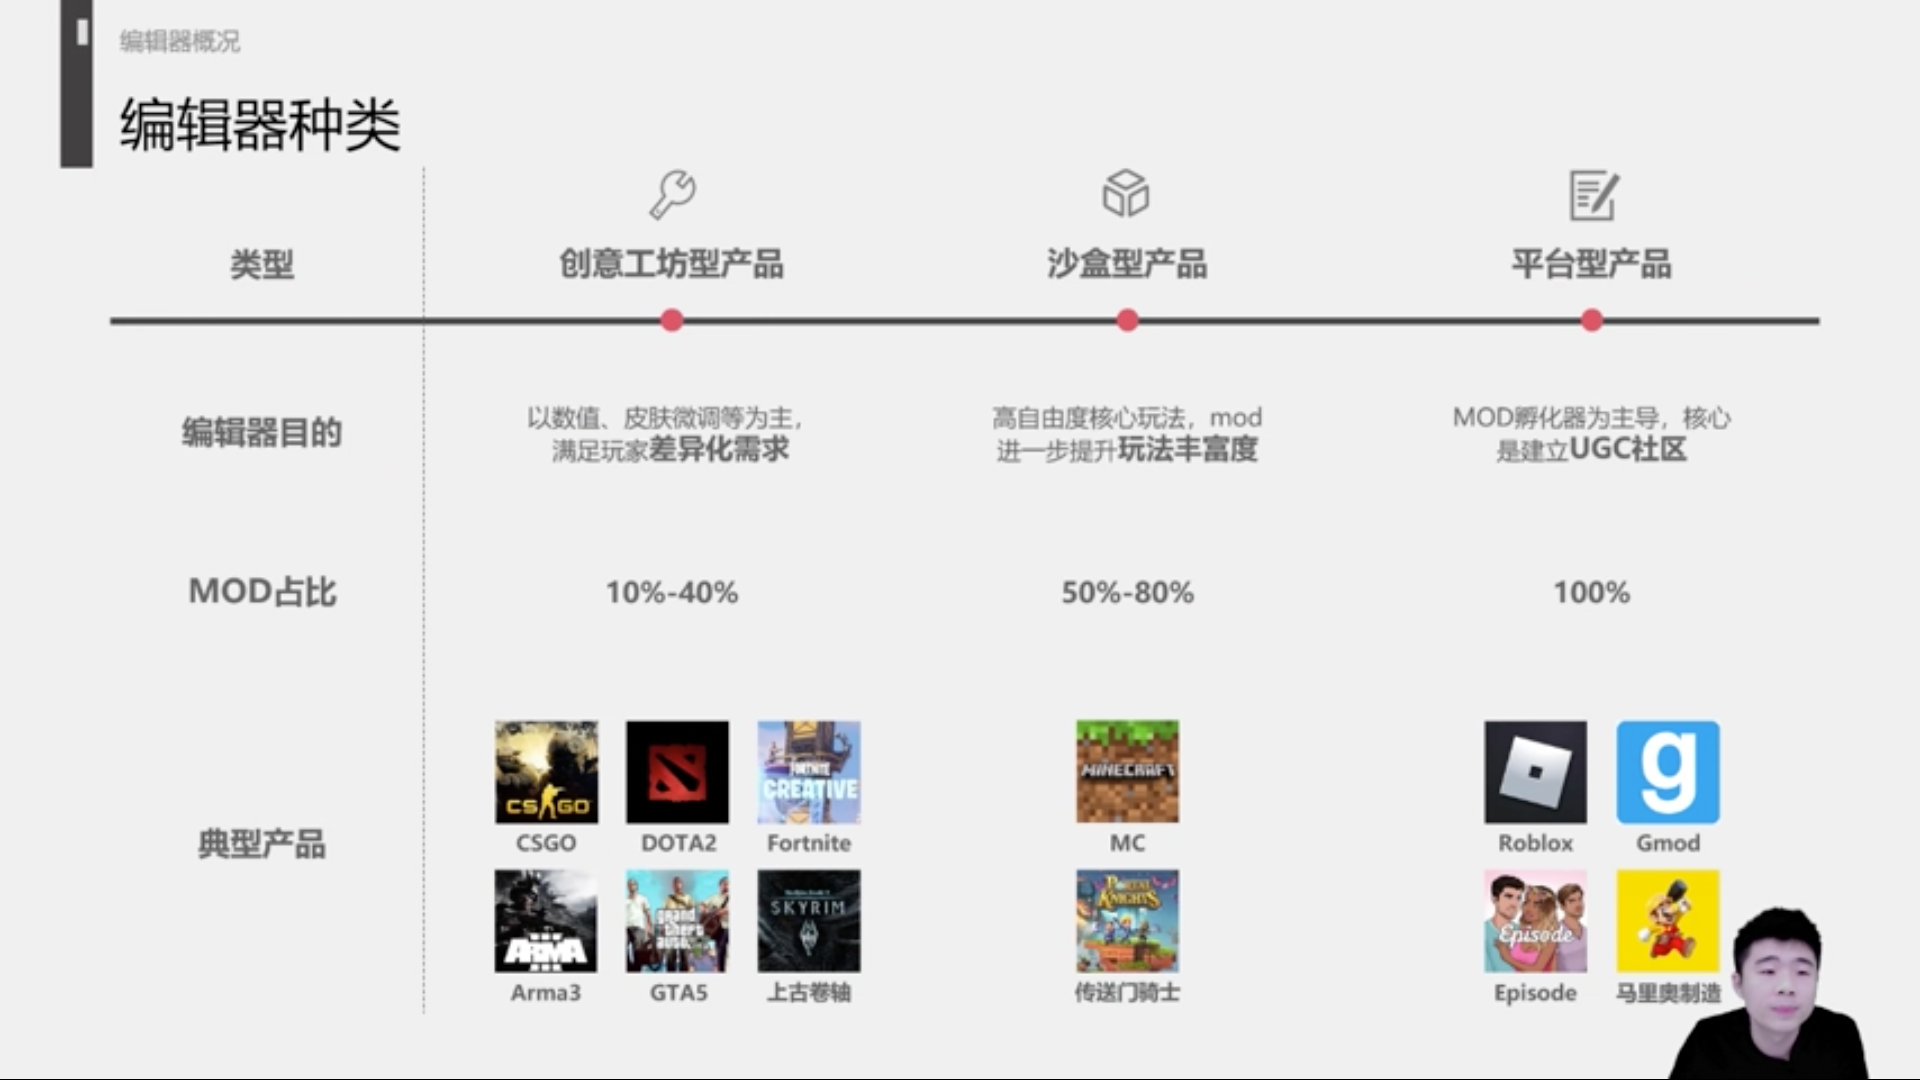 编辑器概况
编辑器种类
类型
创意工坊型产品
沙盒型产品
平台型产品
编辑器目的
以数值、皮肤微调等为主，
满足玩家差异化需求
高自由度核心玩法，mod
进一步提升玩法丰富度
MOD孵化器为主导，核心
是建立UGC社区
MOD占比
10%-40%
50%-80%
100%
典型产品
CS GO
FORTNITE
CREATIVE
MINECRAFT
g
CSGO
DOTA2
Fortnite
MC
Roblox
Gmod
ARMA
III
grand
theft
auto
SKYRIM
PORTAL
KNIGHTS
Episode
Arma3
GTA5
上古卷轴
传送门骑士
Episode
马里奥制造